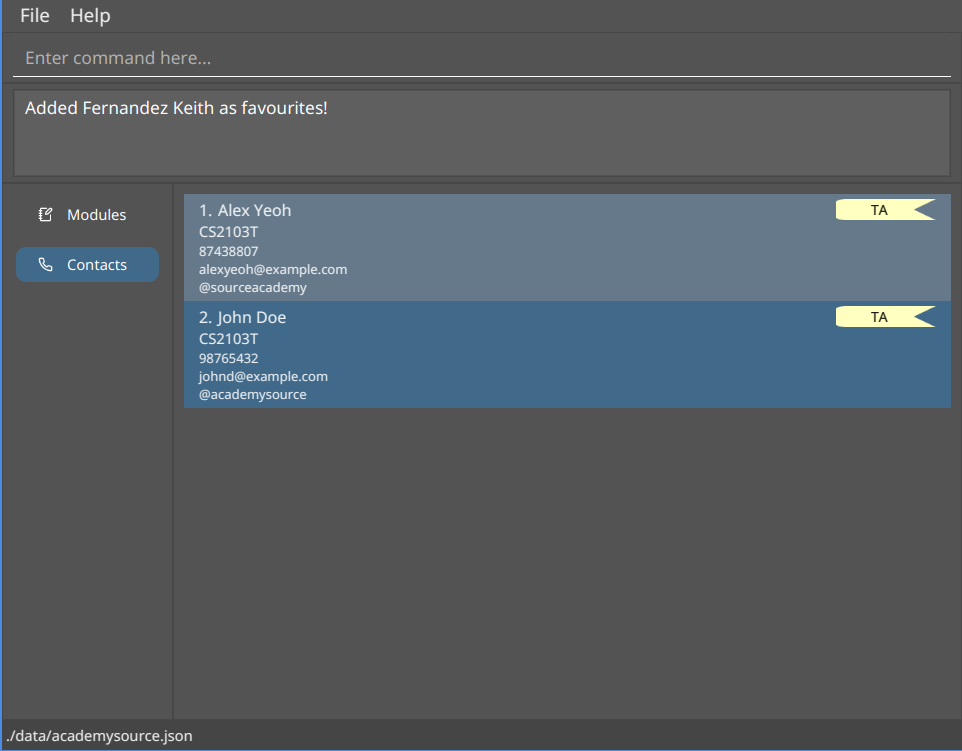 File Help
Enter command here...
Added Fernandez Keith as favourites!
Modules
Contacts
1. Alex Yeoh
TA
CS2103T
87438807
alexyeoh@example.com
@sourceacademy
2. John Doe
TA
CS2103T
98765432
johnd@example.com
@academysource
./data/academysource.json